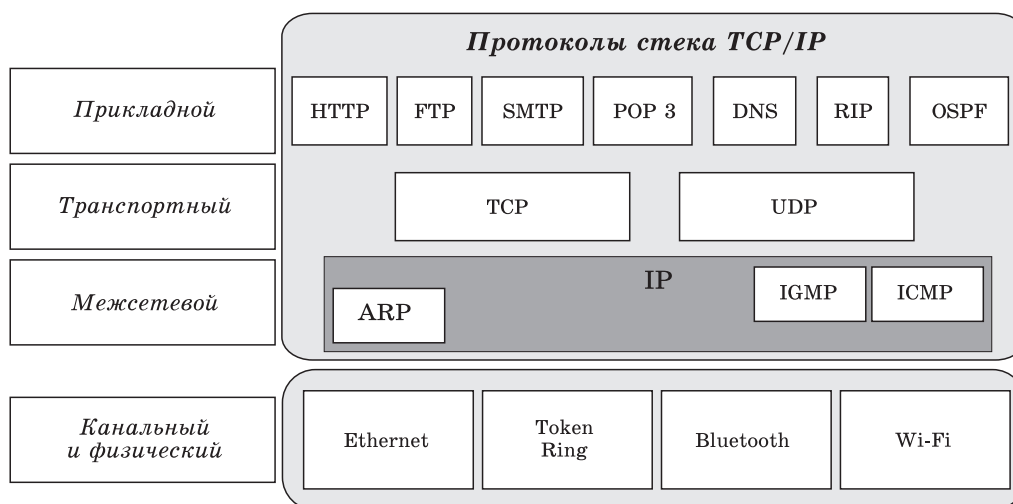 Протоколы стека TCP/IP
Прикладной
HTTP
FTP
SMTP
POP 3
DNS
RIP
OSPF
Транспортный
TCP
UDP
Межсетевой
IP
ARP
IGMP
ICMP
Канальный
и физический
Ethernet
Token
Ring
Bluetooth
Wi-Fi